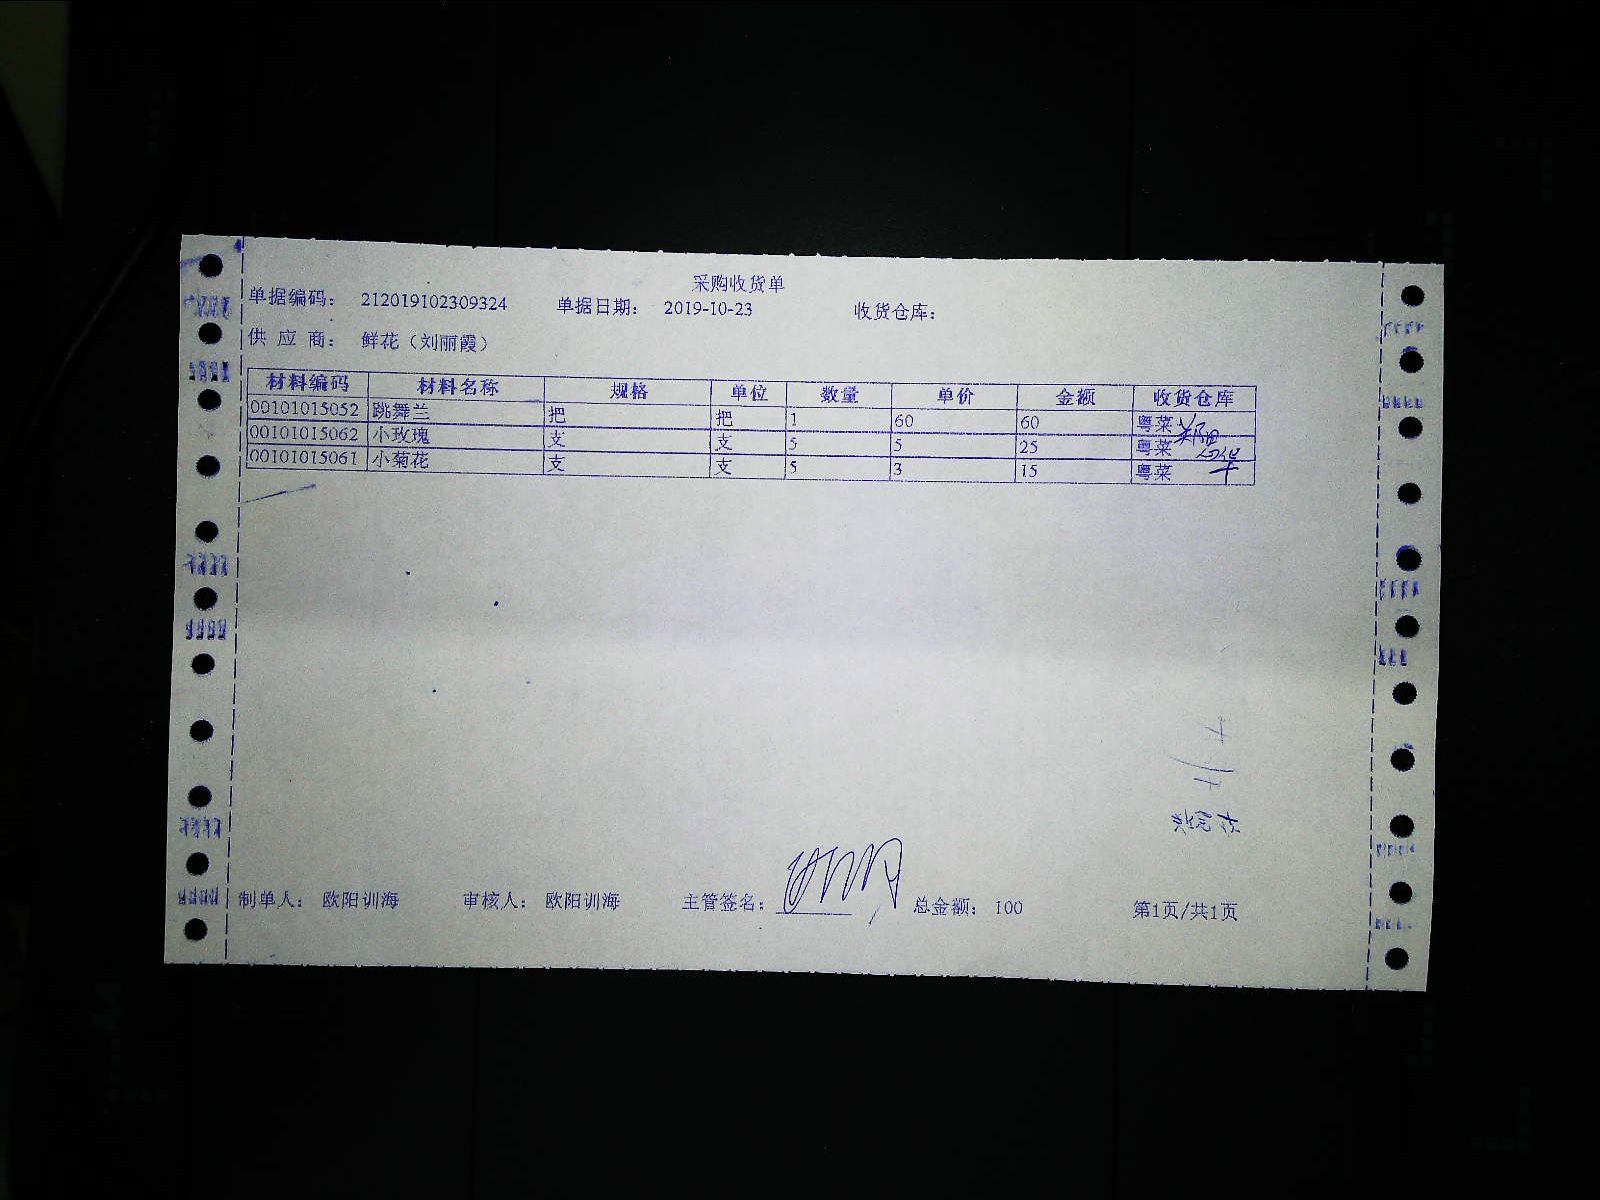 采购收货单
单据编码： 212019102309324 单据日期： 2019-10-23 收货仓库：
供 应 商： 鲜花（刘丽霞）
材料编码 材料名称 规格 单位 数量 单价 金额 收货仓库
00101015052 跳舞兰 把 把 1 60 60 粤菜
00101015062 小玫瑰 支 支 5 5 25 粤菜
00101015061 小菊花 支 支 5 3 15 粤菜
制单人： 欧阳训海 审核人： 欧阳训海 主管签名： 总金额： 100 第1页/共1页